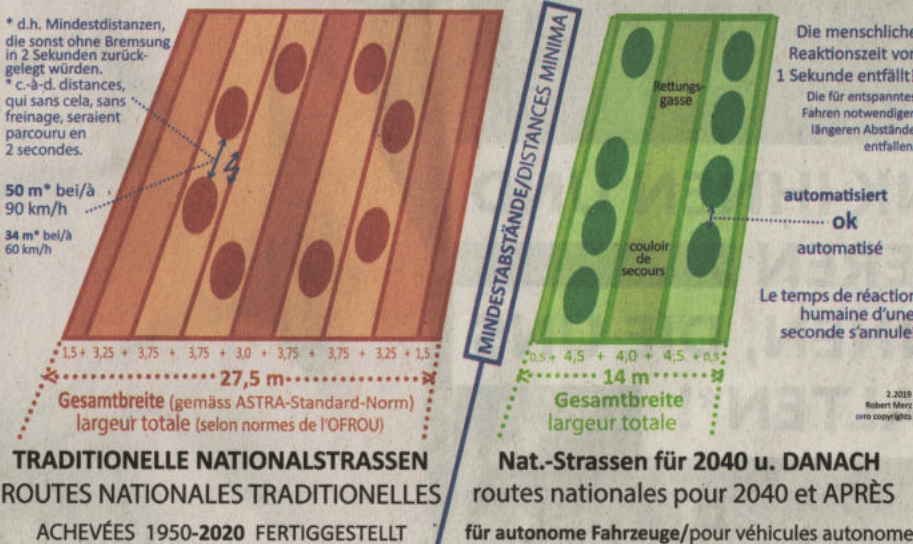 * d.h. Mindestdistanzen,
die sonst ohne Bremsung
in 2 Sekunden zurück-
gelegt würden.
* c.-à-d. distances,
qui sans cela, sans
freinage, seraient
parcouru en
2 secondes.
50 m* bei/à
90 km/h
34 m* bei/à
60 km/h
1,5 + 3,25 + 3,75 + 3,75 + 3,0 + 3,75 + 3,75 + 3,25 + 1,5
27,5 m
Gesamtbreite (gemäss ASTRA-Standard-Norm)
largeur totale (selon normes de l'OFROU)
TRADITIONELLE NATIONALSTRASSEN
ROUTES NATIONALES TRADITIONELLES
ACHEVÉES 1950-2020 FERTIGGESTELLT
MINDESTABSTÄNDE/DISTANCES MINIMA
Rettungs-
gasse
couloir
de
secours
Die menschliche
Reaktionszeit von
1 Sekunde entfällt!
Die für entspanntes
Fahren notwendigen
längeren Abstände
entfallen
automatisiert
ok
automatisé
Le temps de réaction
humaine d'une
seconde s'annule
0,5 + 4,5 + 4,0 + 4,5 + 0,5
14 m
Gesamtbreite
largeur totale
2.2019
Robert Merz
zero copyrights
Nat.-Strassen für 2040 u. DANACH
routes nationales pour 2040 et APRÈS
für autonome Fahrzeuge/pour véhicules autonome